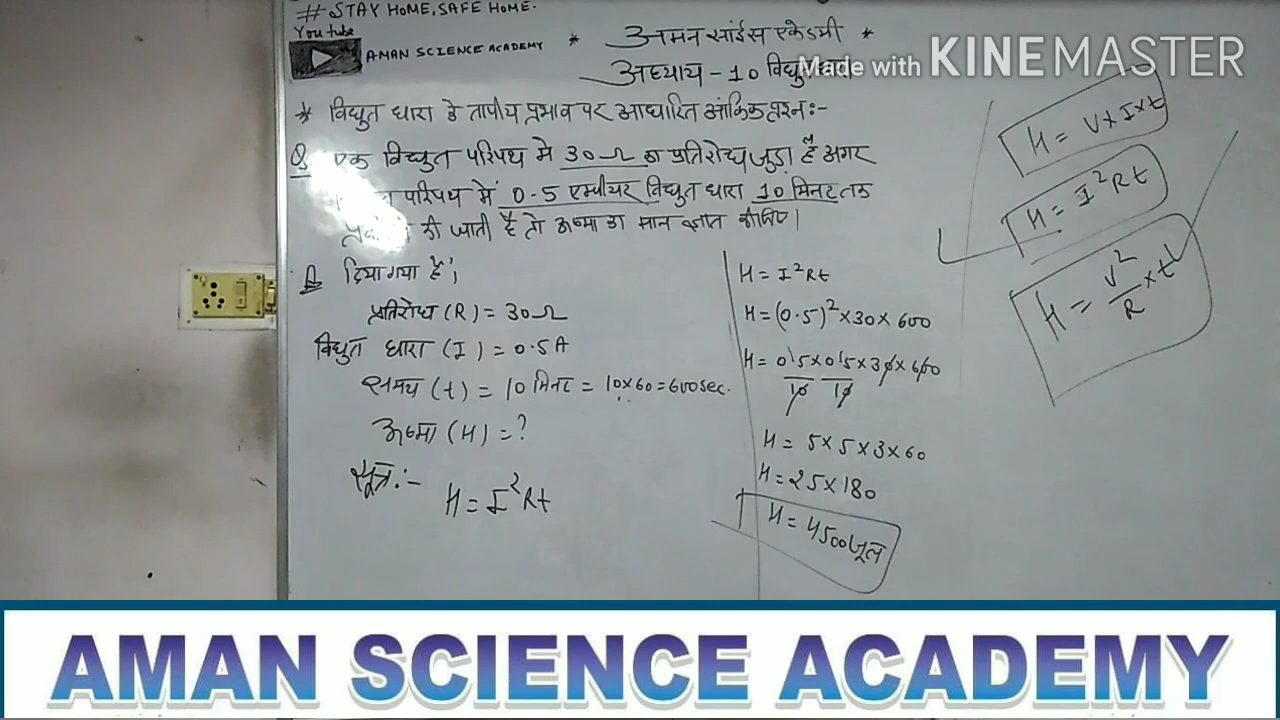 #STAY HOME, SAFE HOME.
You tube
AMAN SCIENCE ACADEMY
* अमन साईंस एकेडमी *
अध्याय - 10 विद्युत धारा
Made with KINEMASTER
* विद्युत धारा के तापीय प्रभाव पर आधारित आंकिक प्रश्न:-
Q एक विद्युत परिपथ मे 30Ω का प्रतिरोध जुड़ा है अगर
परिपथ में 0.5 एम्पीयर विद्युत धारा 10 मिनट तक
की जाती है तो ऊष्मा का मान ज्ञात कीजिए।
दिया गया है,
प्रतिरोध (R) = 30Ω
विद्युत धारा (I) = 0.5A
समय (t) = 10 मिनट = 10×60=600sec.
ऊष्मा (H) = ?
सूत्र:-
H = I²Rt
H = I²Rt
H = (0.5)²×30×600
H = 0.5×0.5×30×600
10 10
H = 5×5×3×60
H = 25×180
H = 4500 जूल
H = V×I×t
H = I²Rt
H = V²/R ×t
AMAN SCIENCE ACADEMY